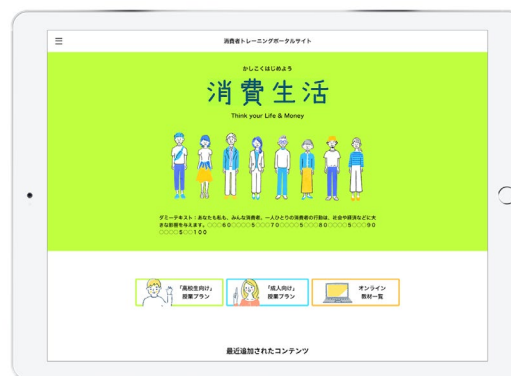 消費者トレーニングポータルサイト
かしこくはじめよう
消費生活
Think your Life & Money
ダミーテキスト：あなたも私も、みんな消費者。一人ひとりの消費者の行動は、社会や経済などに大
きな影響を与えます。〇〇〇６０〇〇〇〇５〇〇〇７０〇〇〇〇５〇〇〇８０〇〇〇〇５〇〇〇９０
〇〇〇〇５〇〇１００
「高校生向け」
授業プラン
「成人向け」
授業プラン
オンライン
教材一覧
最近追加されたコンテンツ